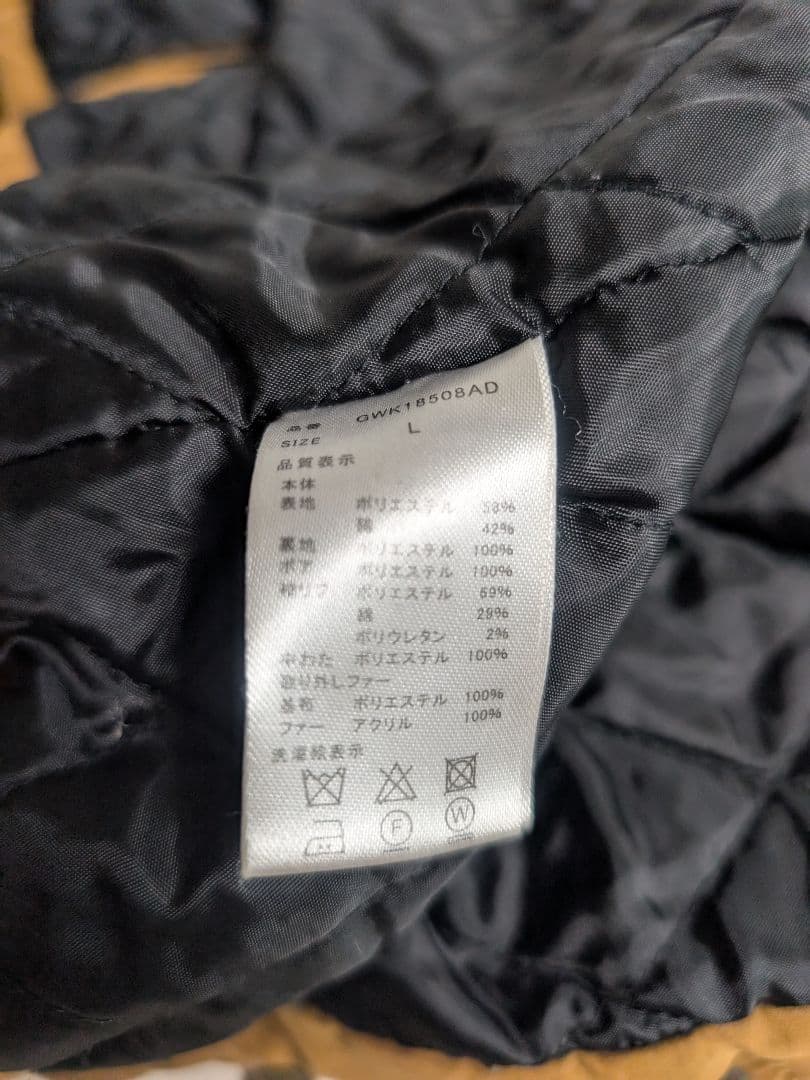 品番 GWK18508AD
SIZE L
品質表示
本体
表地 ポリエステル 58%
綿 42%
裏地 ポリエステル 100%
ボア ポリエステル 100%
袖リブ ポリエステル 69%
綿 29%
ポリウレタン 2%
中わた ポリエステル 100%
取り外しファー
基布 ポリエステル 100%
ファー アクリル 100%
洗濯絵表示
F
W